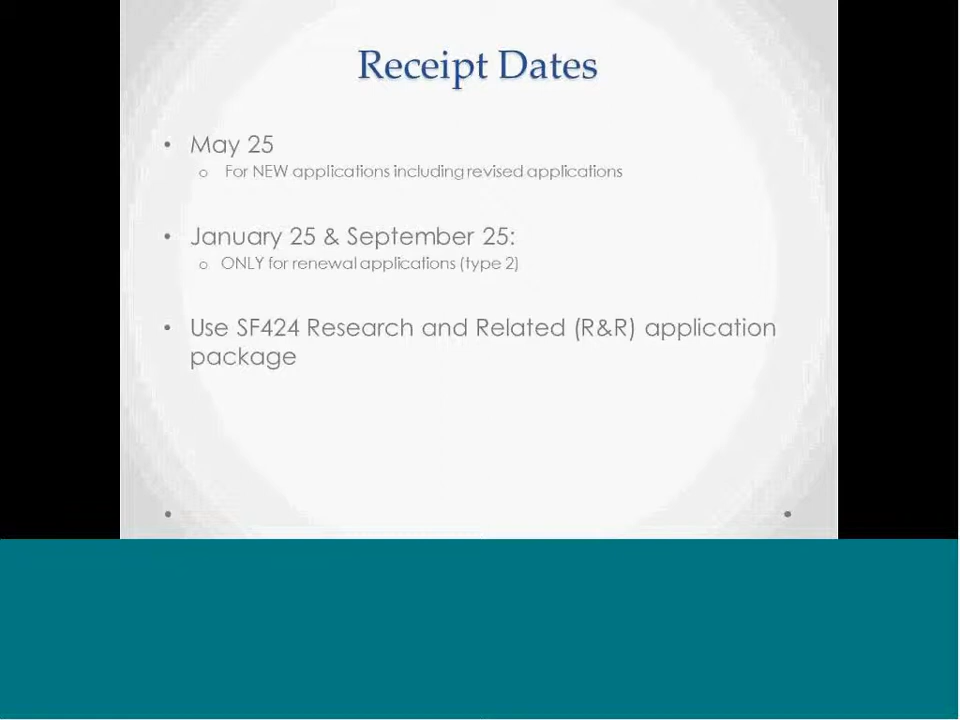 Receipt Dates
• May 25
o For NEW applications including revised applications
• January 25 & September 25:
o ONLY for renewal applications (type 2)
• Use SF424 Research and Related (R&R) application
package